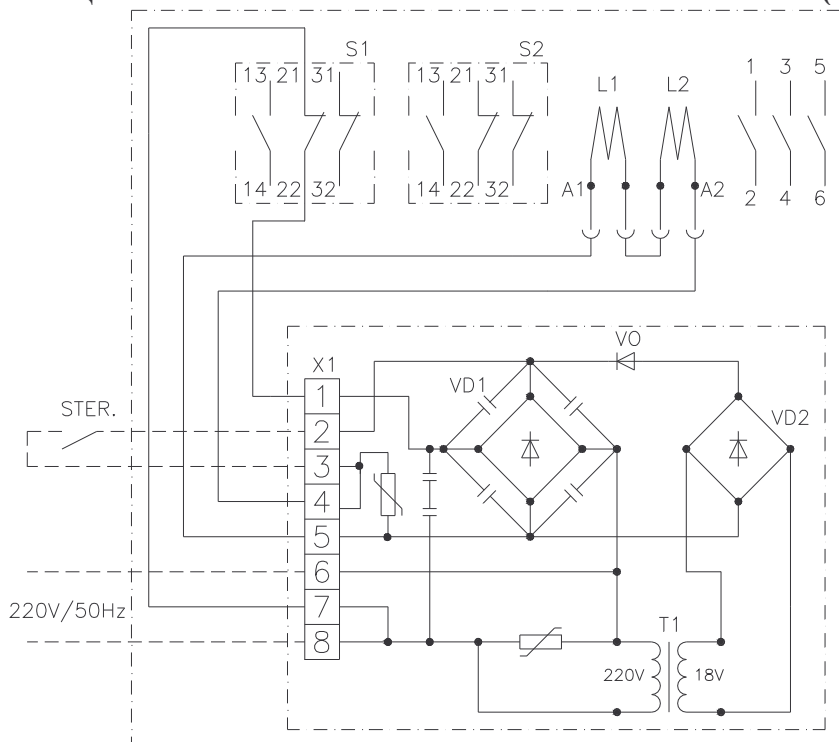 S1
S2
13 21 31
13 21 31
L1
L2
1 3 5
14 22 32
14 22 32
A1
A2
2 4 6
VO
X1
VD1
1
STER.
VD2
2
3
4
5
6
220V/50Hz
7
T1
8
220V
18V